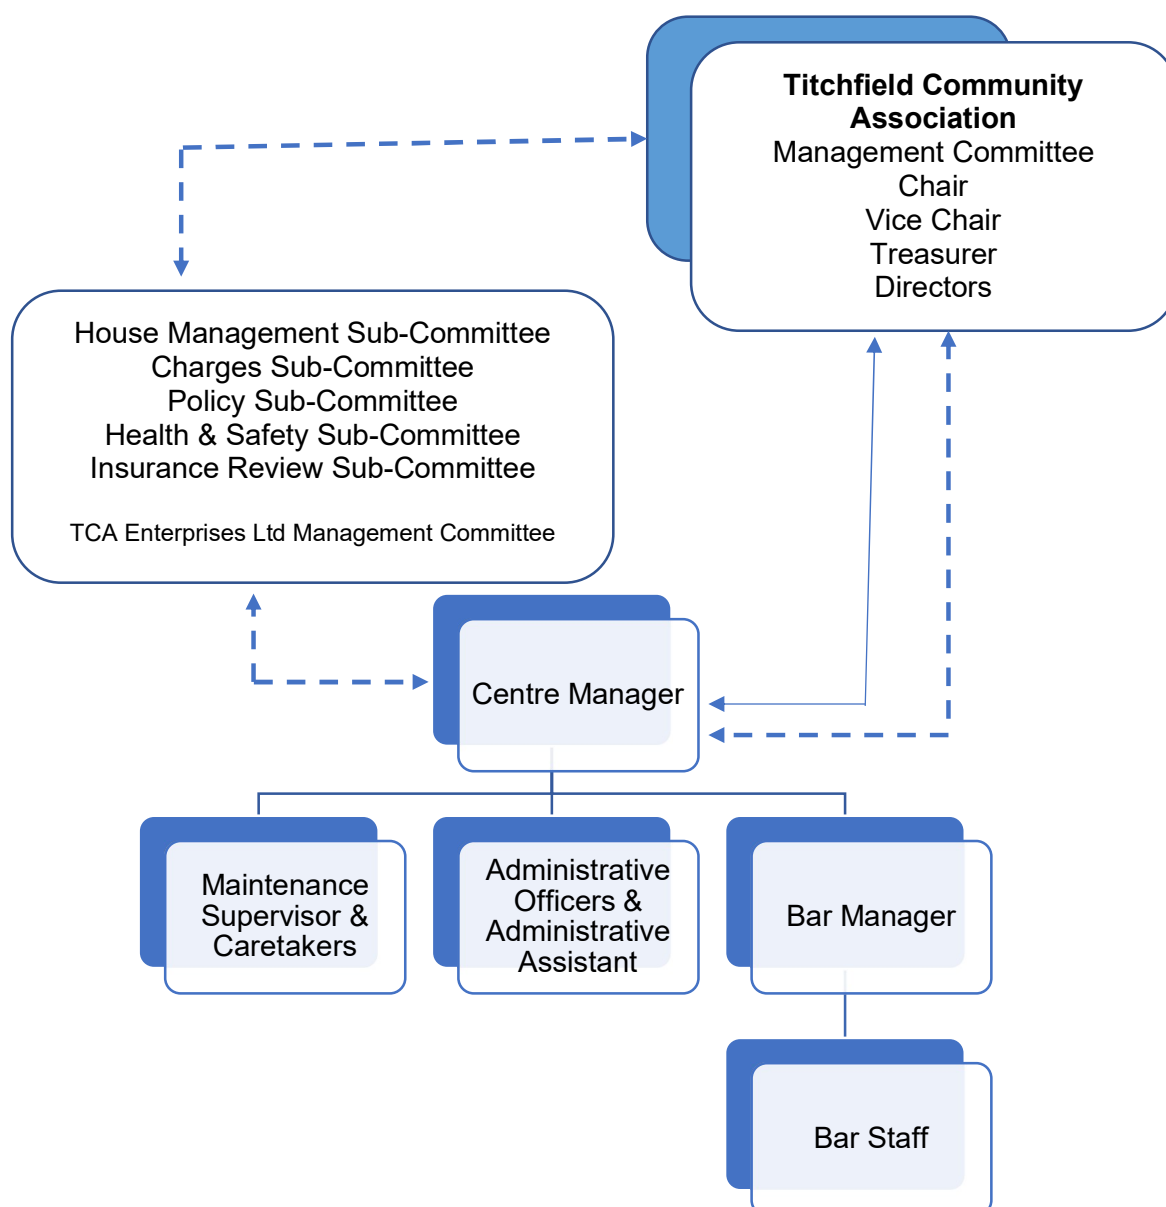 Titchfield Community
Association
Management Committee
Chair
Vice Chair
Treasurer
Directors
House Management Sub-Committee
Charges Sub-Committee
Policy Sub-Committee
Health & Safety Sub-Committee
Insurance Review Sub-Committee
TCA Enterprises Ltd Management Committee
Centre Manager
Maintenance
Supervisor &
Caretakers
Administrative
Officers &
Administrative
Assistant
Bar Manager
Bar Staff